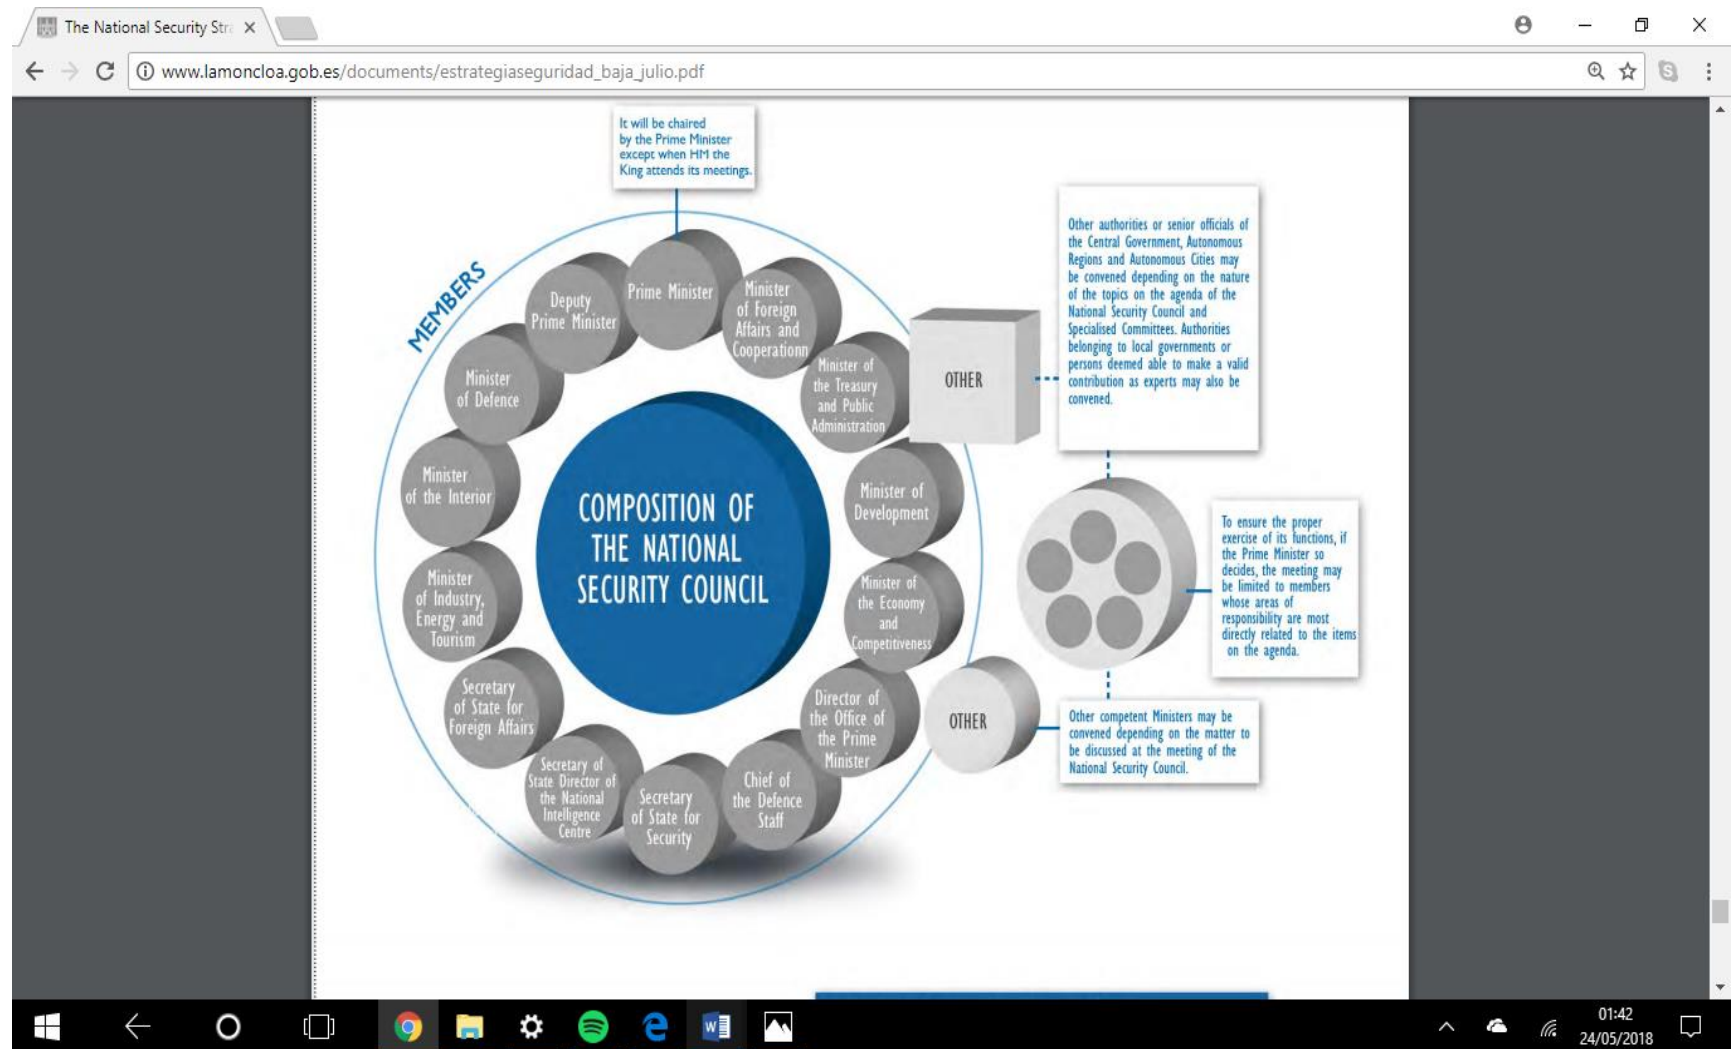 The National Security Str
www.lamoncloa.gob.es/documents/estrategiaseguridad_baja_julio.pdf
It will be chaired
by the Prime Minister
except when HM the
King attends its meetings.
MEMBERS
Prime Minister
Deputy
Prime Minister
Minister
of Foreign
Affairs and
Cooperationn
Minister
of Defence
Minister of
the Treasury
and Public
Administration
Minister
of the Interior
Minister of
Development
Minister
of Industry,
Energy and
Tourism
Minister of
the Economy
and
Competitiveness
Secretary
of State for
Foreign Affairs
Director of
the Office of
the Prime
Minister
Secretary of
State Director of
the National
Intelligence
Centre
Secretary
of State for
Security
Chief of
the Defence
Staff
COMPOSITION OF
THE NATIONAL
SECURITY COUNCIL
OTHER
Other authorities or senior officials of
the Central Government, Autonomous
Regions and Autonomous Cities may
be convened depending on the nature
of the topics on the agenda of the
National Security Council and
Specialised Committees. Authorities
belonging to local governments or
persons deemed able to make a valid
contribution as experts may also be
convened.
To ensure the proper
exercise of its functions, if
the Prime Minister so
decides, the meeting may
be limited to members
whose areas of
responsibility are most
directly related to the items
on the agenda.
OTHER
Other competent Ministers may be
convened depending on the matter to
be discussed at the meeting of the
National Security Council.
01:42
24/05/2018